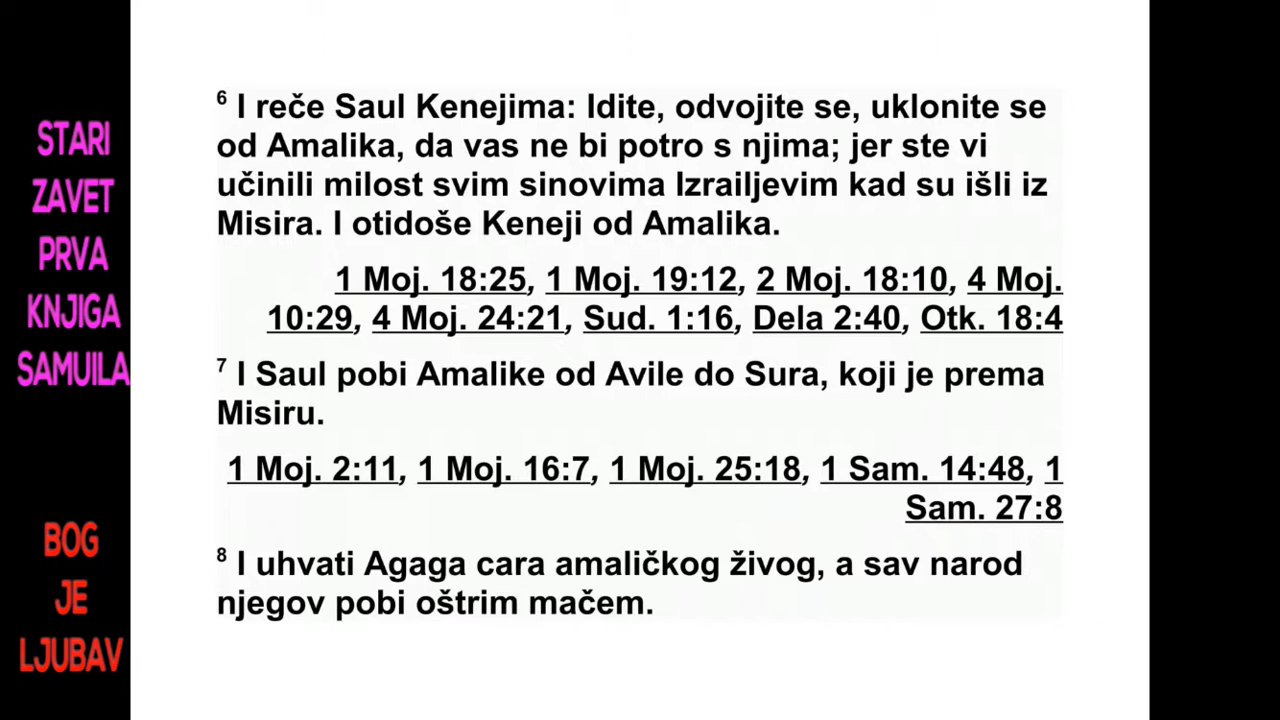 STARI
ZAVET
PRVA
KNJIGA
SAMUILA
BOG
JE
LJUBAV
6 I reče Saul Kenejima: Idite, odvojite se, uklonite se
od Amalika, da vas ne bi potro s njima; jer ste vi
učinili milost svim sinovima Izrailjevim kad su išli iz
Misira. I otidoše Keneji od Amalika.
1 Moj. 18:25, 1 Moj. 19:12, 2 Moj. 18:10, 4 Moj.
10:29, 4 Moj. 24:21, Sud. 1:16, Dela 2:40, Otk. 18:4
7 I Saul pobi Amalike od Avile do Sura, koji je prema
Misiru.
1 Moj. 2:11, 1 Moj. 16:7, 1 Moj. 25:18, 1 Sam. 14:48, 1
Sam. 27:8
8 I uhvati Agaga cara amaličkog živog, a sav narod
njegov pobi oštrim mačem.